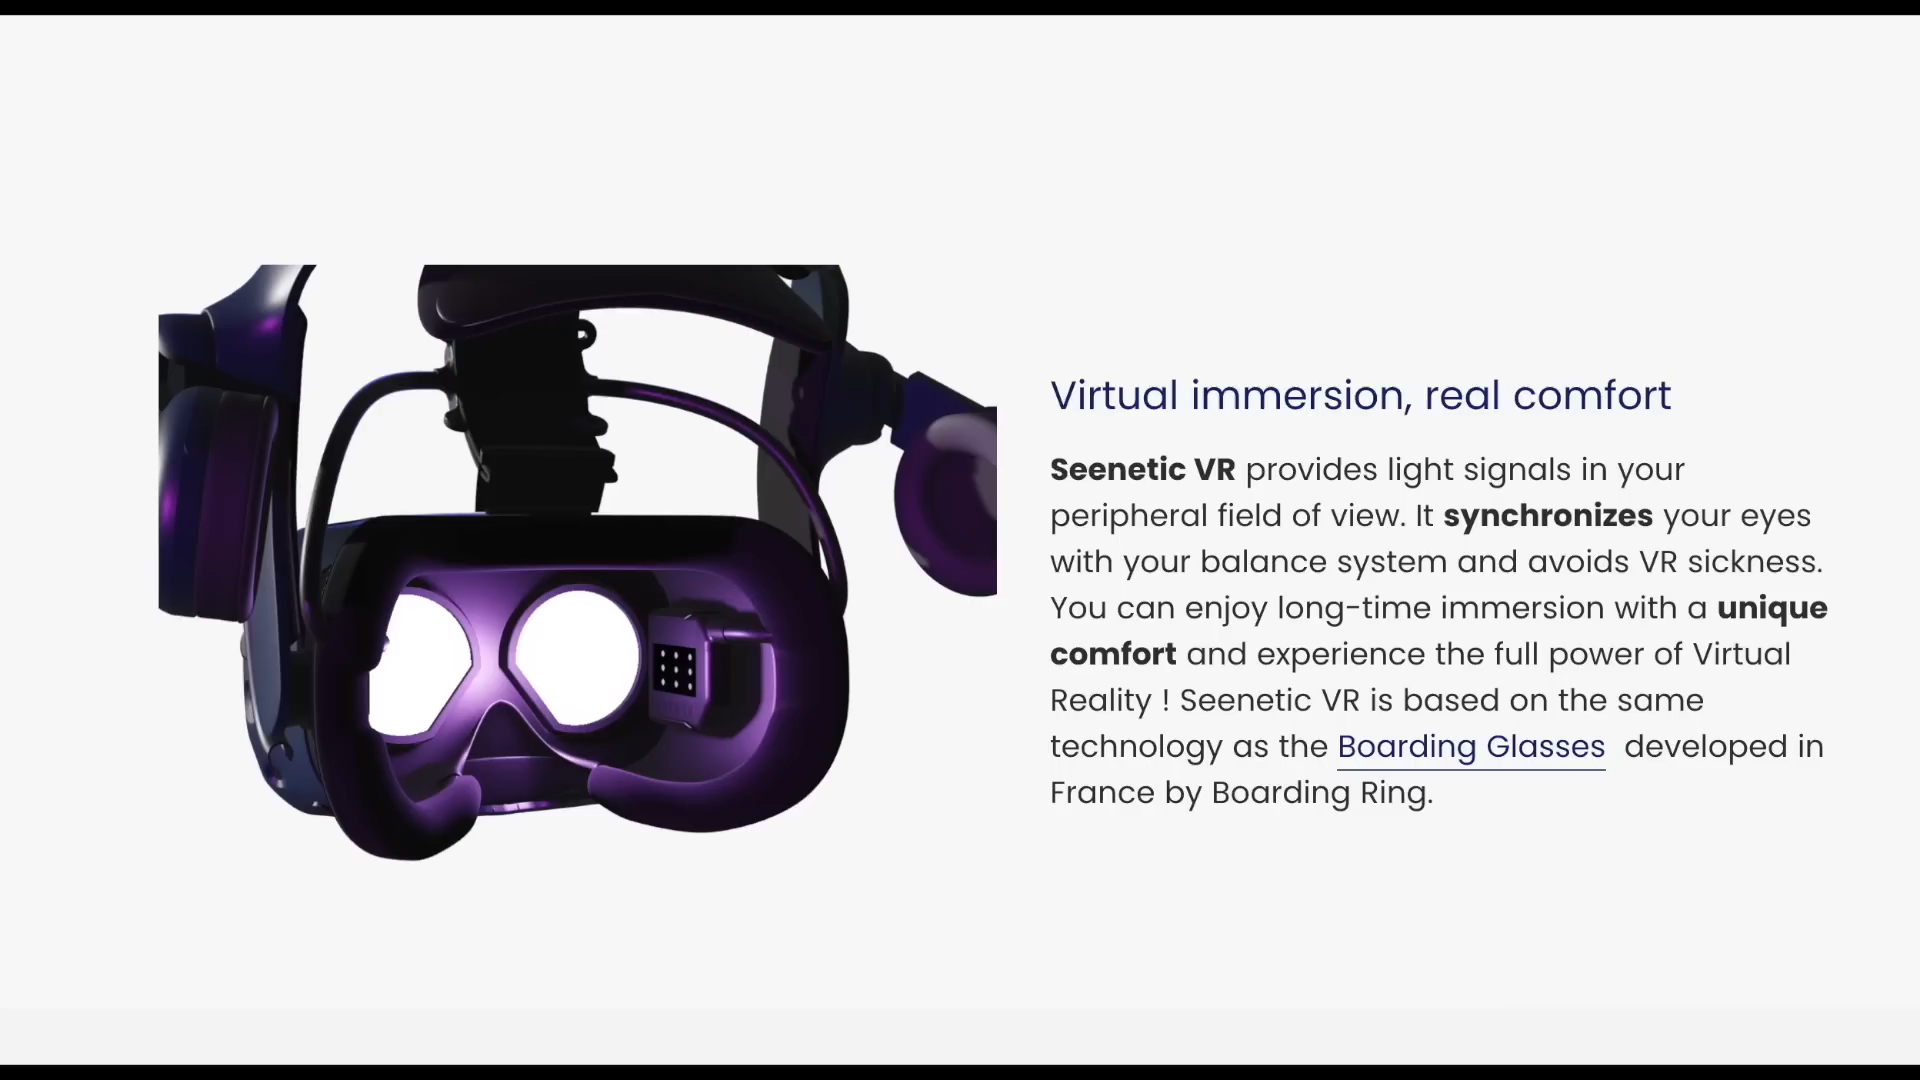 Virtual immersion, real comfort
Seenetic VR provides light signals in your
peripheral field of view. It synchronizes your eyes
with your balance system and avoids VR sickness.
You can enjoy long-time immersion with a unique
comfort and experience the full power of Virtual
Reality ! Seenetic VR is based on the same
technology as the Boarding Glasses developed in
France by Boarding Ring.